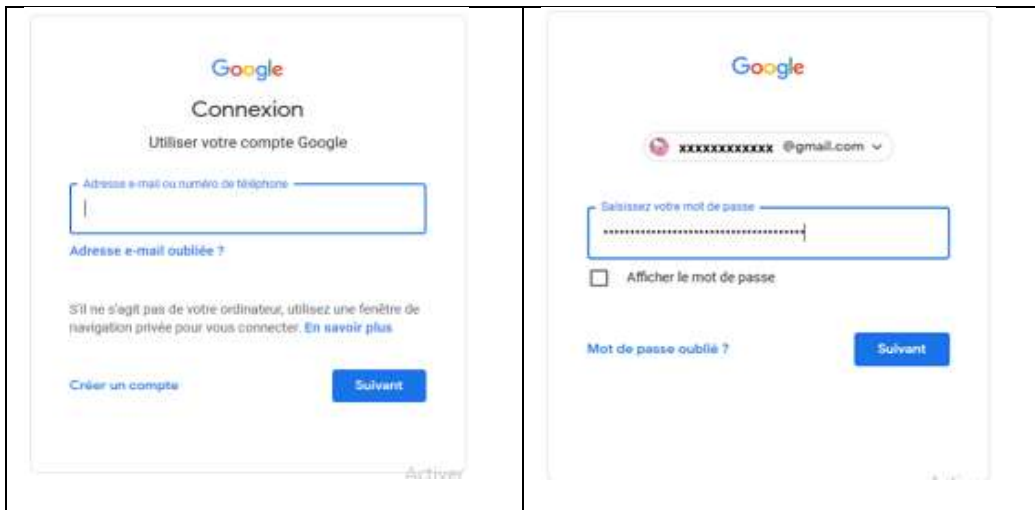 Google
Connexion
Utiliser votre compte Google
Adresse e-mail ou numéro de téléphone
Adresse e-mail oubliée ?
S'il ne s'agit pas de votre ordinateur, utilisez une fenêtre de
navigation privée pour vous connecter. En savoir plus
Créer un compte
Suivant
Activer
Google
xxxxxxxxxxxx @gmail.com
Saisissez votre mot de passe
Afficher le mot de passe
Mot de passe oublié ?
Suivant